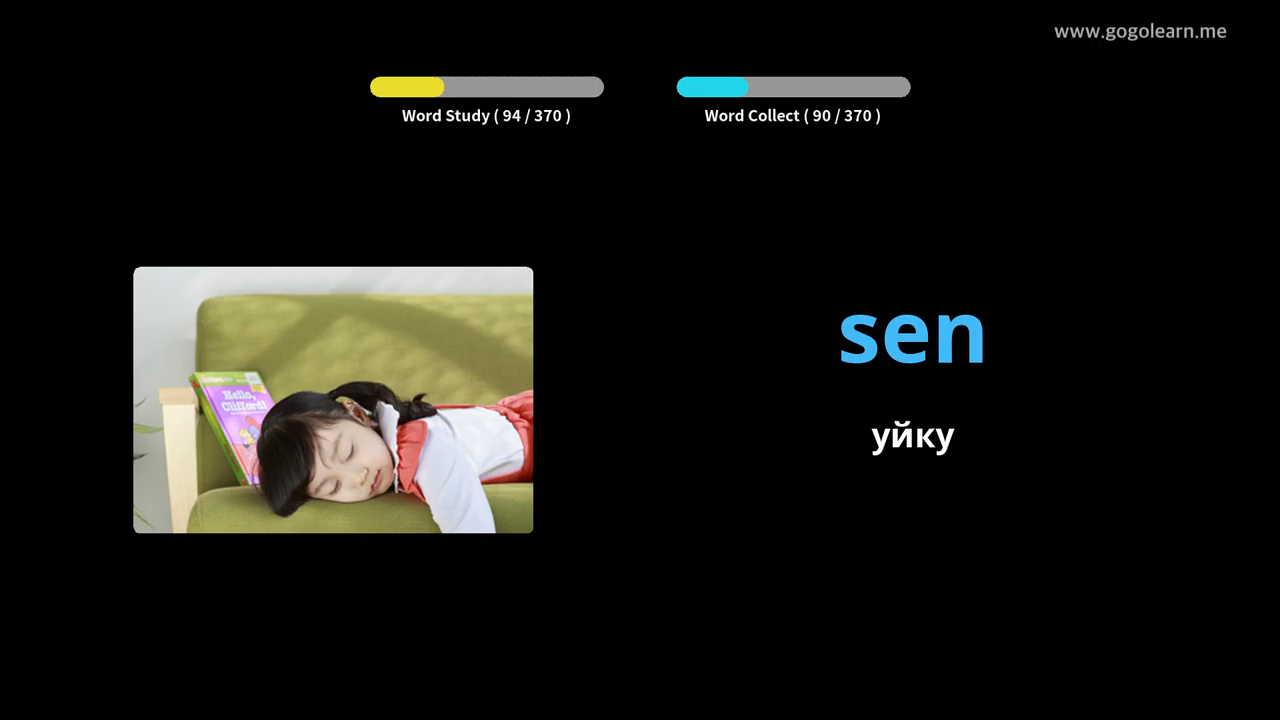 www.gogolearn.me
Word Study ( 94 / 370 )
Word Collect ( 90 / 370 )
Hello,
Clifford!
sen
уйку